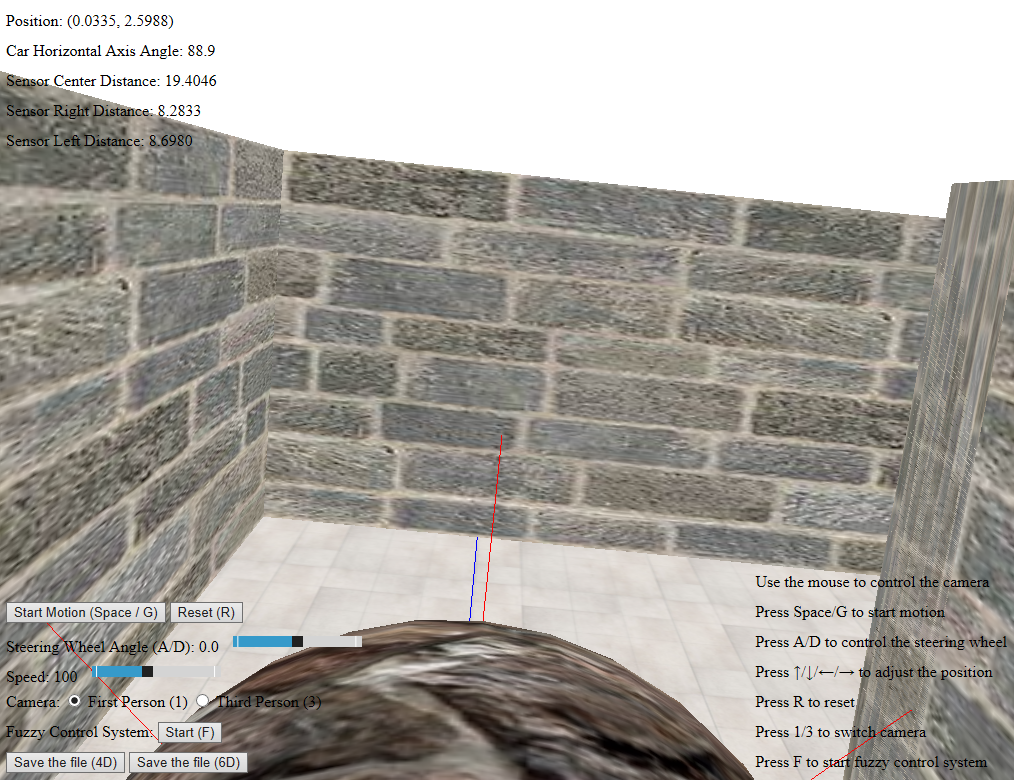 Position: (0.0335, 2.5988)
Car Horizontal Axis Angle: 88.9
Sensor Center Distance: 19.4046
Sensor Right Distance: 8.2833
Sensor Left Distance: 8.6980
Start Motion (Space / G) Reset (R)
Steering Wheel Angle (A/D): 0.0
Speed: 100
Camera: First Person (1) Third Person (3)
Fuzzy Control System: Start (F)
Save the file (4D) Save the file (6D)
Use the mouse to control the camera
Press Space/G to start motion
Press A/D to control the steering wheel
Press ↑/↓/←/→ to adjust the position
Press R to reset
Press 1/3 to switch camera
Press F to start fuzzy control system